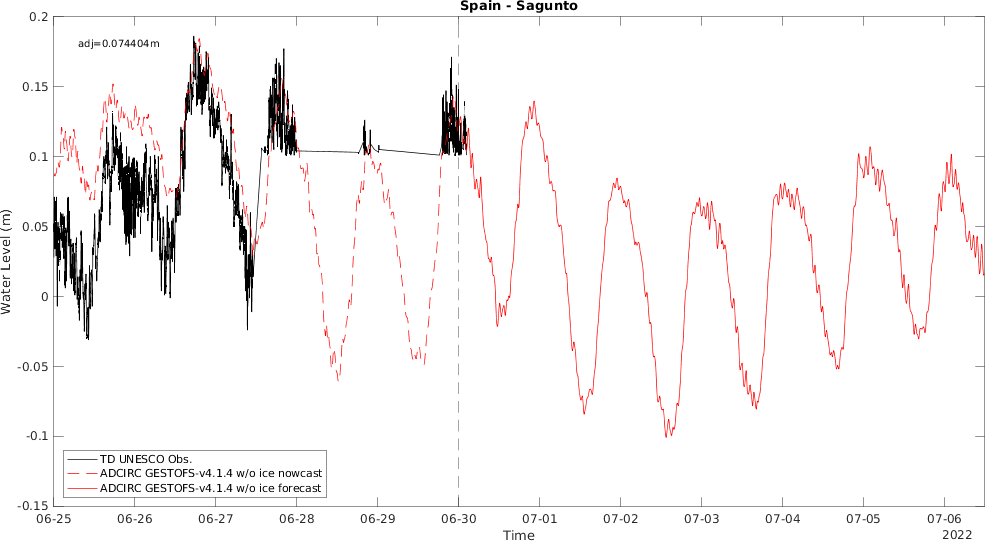 Spain - Sagunto
adj=0.074404m
0.2
0.15
0.1
0.05
0
-0.05
-0.1
-0.15
Water Level (m)
TD UNESCO Obs.
ADCIRC GESTOFS-v4.1.4 w/o ice nowcast
ADCIRC GESTOFS-v4.1.4 w/o ice forecast
06-25 06-26 06-27 06-28 06-29 06-30 07-01 07-02 07-03 07-04 07-05 07-06
Time
2022